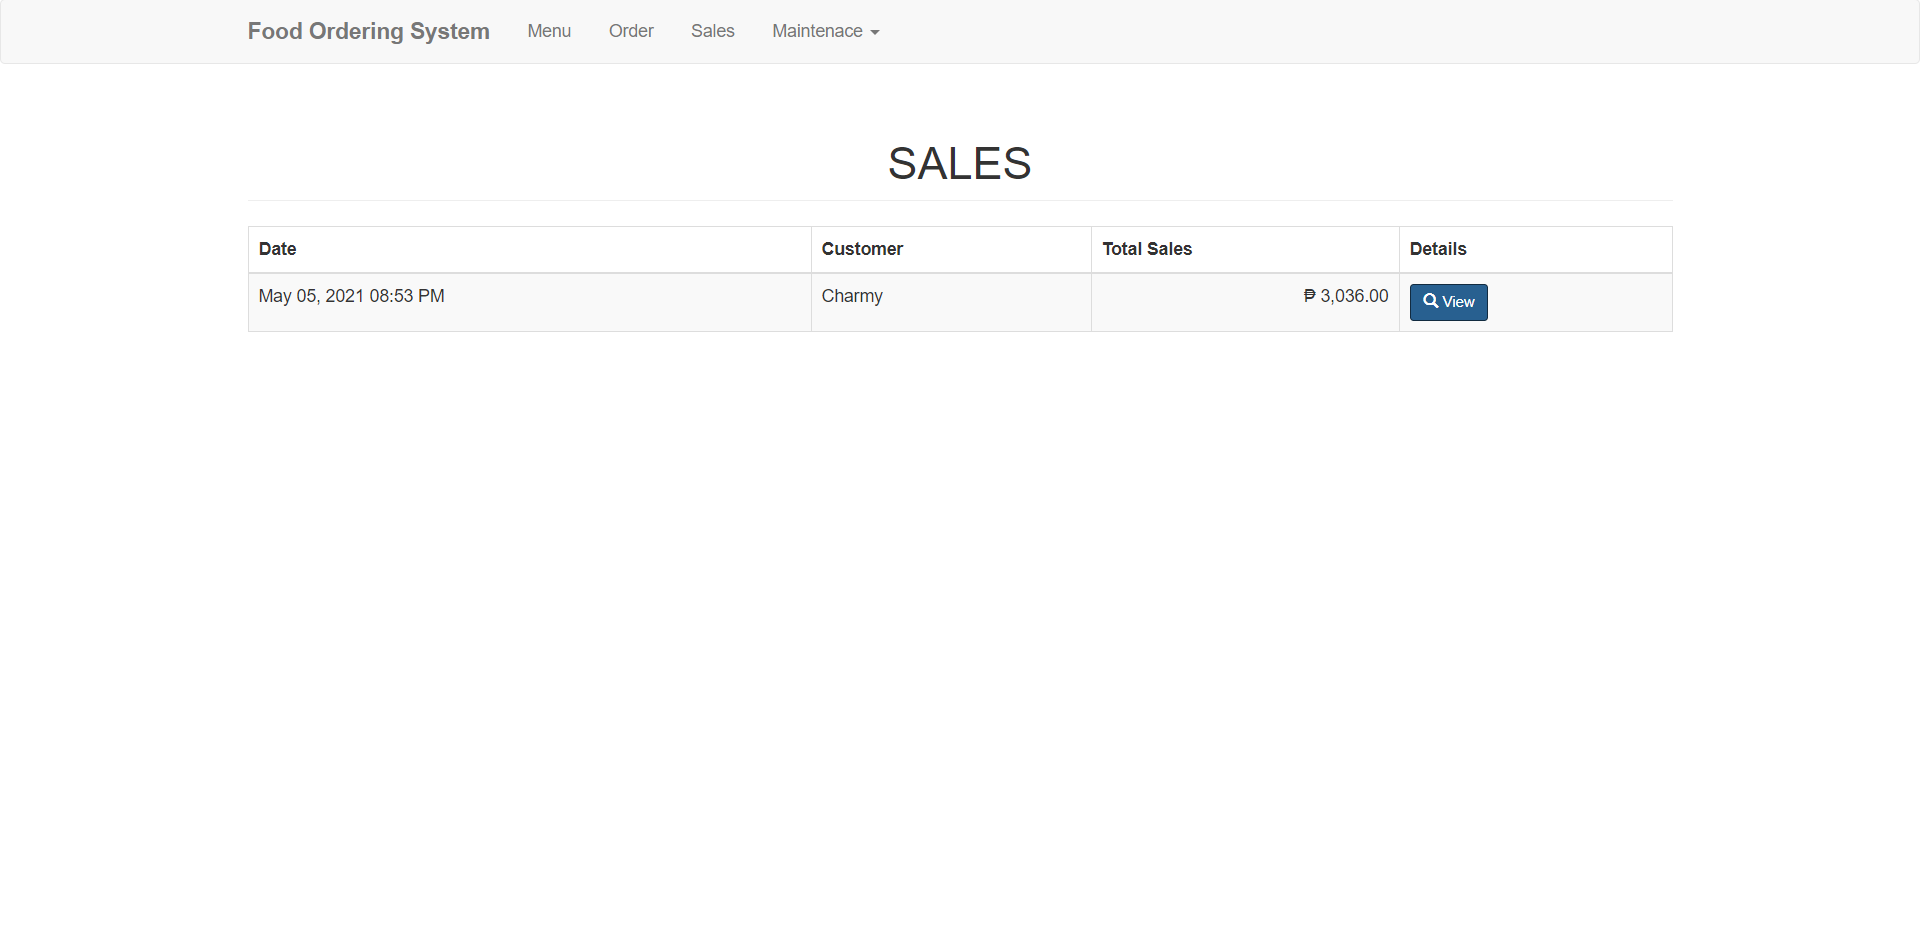 Food Ordering System Menu Order Sales Maintenace
SALES
Date Customer Total Sales Details
May 05, 2021 08:53 PM Charmy ₱ 3,036.00 View